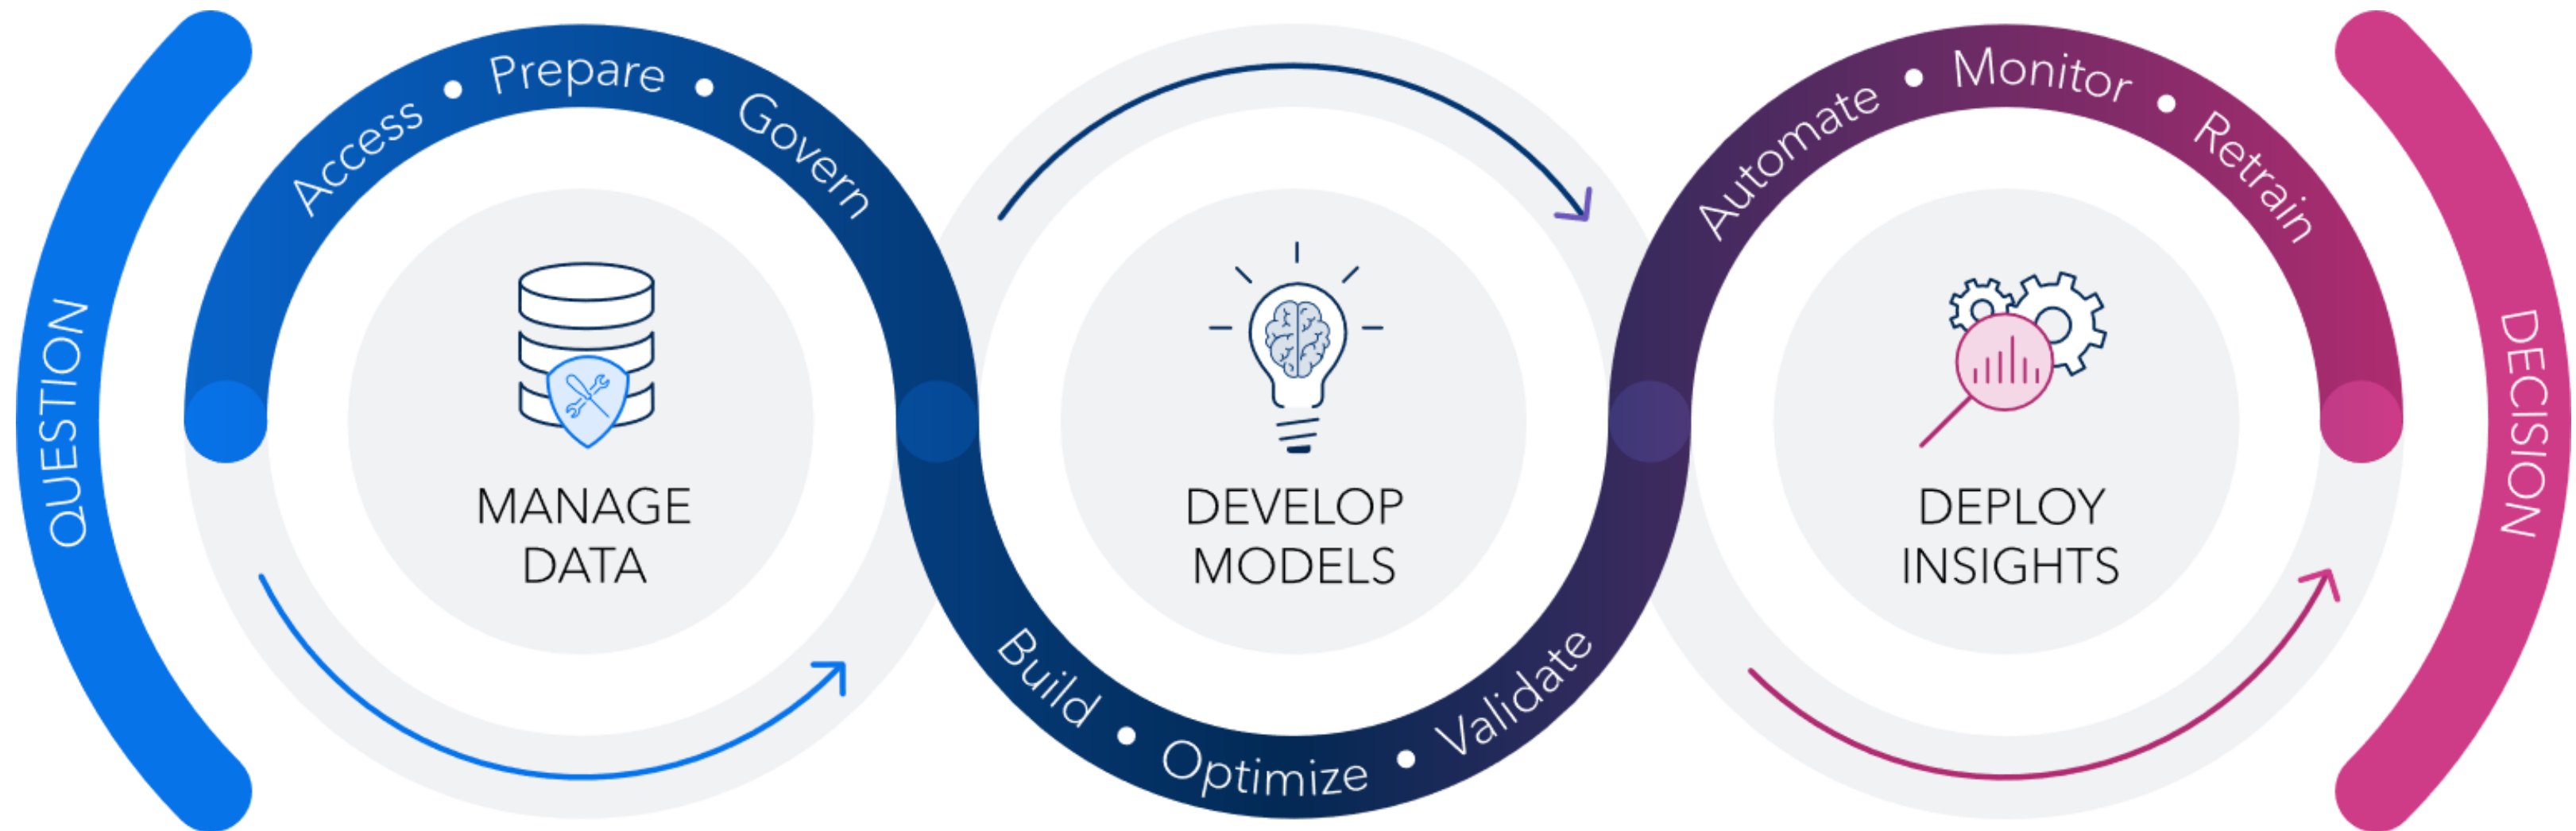 QUESTION
Access • Prepare • Govern
MANAGE
DATA
Build • Optimize • Validate
DEVELOP
MODELS
Automate • Monitor • Retrain
DEPLOY
INSIGHTS
DECISION